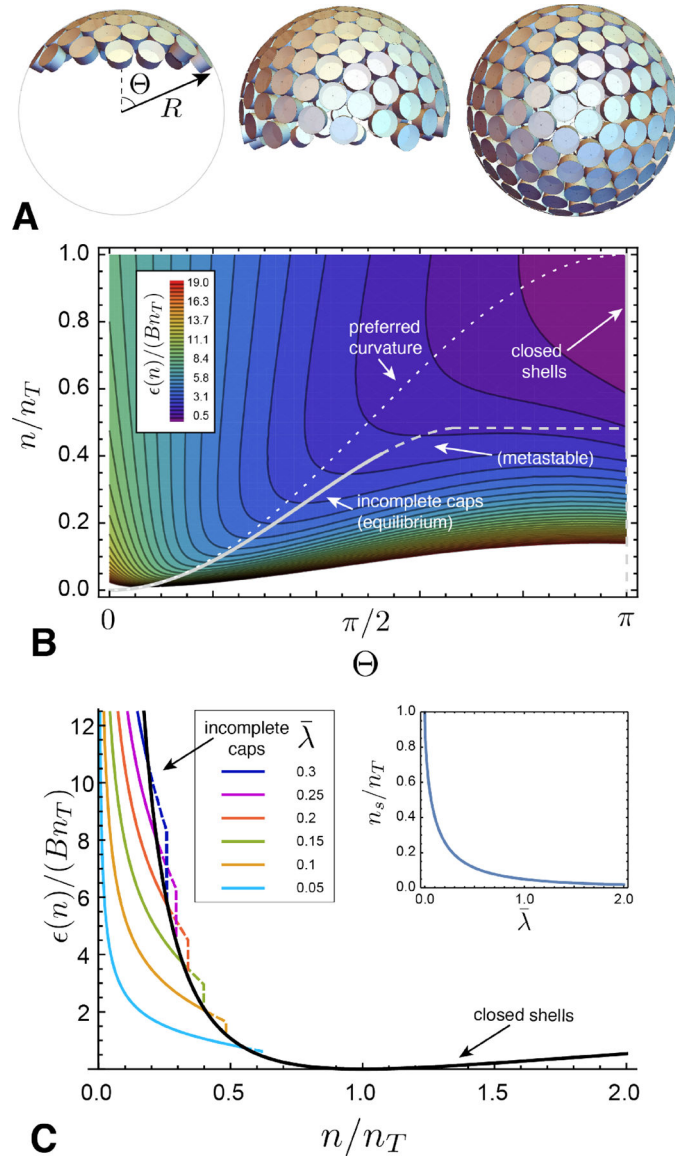 Θ
R
A
n/n_T
1.0
0.8
0.6
0.4
0.2
0.0
ϵ(n)/(Bn_T)
19.0
16.3
13.7
11.1
8.4
5.8
3.1
0.5
preferred
curvature
closed
shells
(metastable)
incomplete caps
(equilibrium)
0
π/2
π
Θ
B
ϵ(n)/(Bn_T)
12
10
8
6
4
2
incomplete
caps
λ̄
0.3
0.25
0.2
0.15
0.1
0.05
n_s/n_T
1.0
0.8
0.6
0.4
0.2
0.0
0.0
1.0
2.0
λ̄
closed shells
0.0
0.5
1.0
1.5
2.0
n/n_T
C